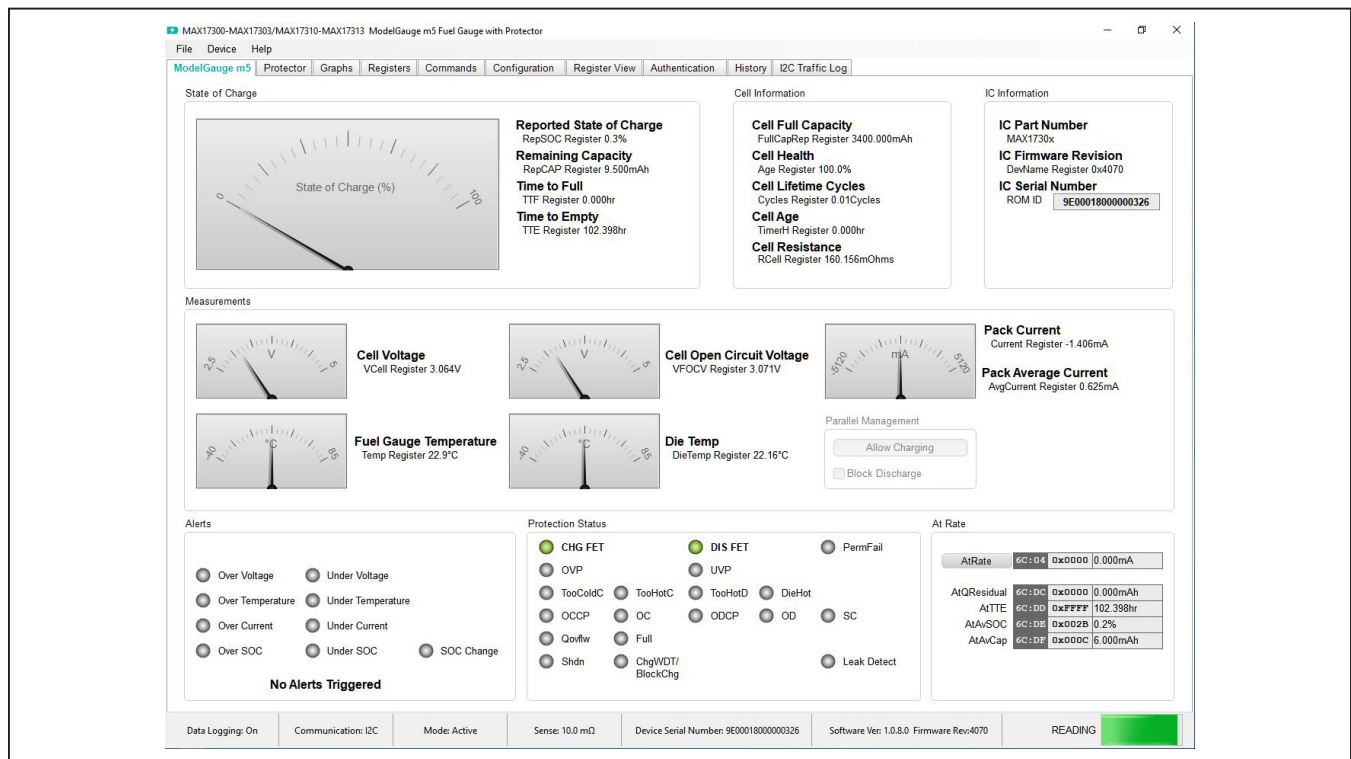 MAX17300-MAX17303/MAX17310-MAX17313 ModelGauge m5 Fuel Gauge with Protector
File Device Help
ModelGauge m5 Protector Graphs Registers Commands Configuration Register View Authentication History I2C Traffic Log
State of Charge
0
100
State of Charge (%)
Reported State of Charge
RepSOC Register 0.3%
Remaining Capacity
RepCAP Register 9.500mAh
Time to Full
TTF Register 0.000hr
Time to Empty
TTE Register 102.398hr
Cell Information
Cell Full Capacity
FullCapRep Register 3400.000mAh
Cell Health
Age Register 100.0%
Cell Lifetime Cycles
Cycles Register 0.01Cycles
Cell Age
TimerH Register 0.000hr
Cell Resistance
RCell Register 160.156mOhms
IC Information
IC Part Number
MAX1730x
IC Firmware Revision
DevName Register 0x4070
IC Serial Number
ROM ID 9E00018000000326
Measurements
2.5 V 5
Cell Voltage
VCell Register 3.064V
2.5 V 5
Cell Open Circuit Voltage
VFOCV Register 3.071V
-5120 mA 5120
Pack Current
Current Register -1.406mA
Pack Average Current
AvgCurrent Register 0.625mA
-40 °C 85
Fuel Gauge Temperature
Temp Register 22.9°C
-40 °C 85
Die Temp
DieTemp Register 22.16°C
Parallel Management
Allow Charging
Block Discharge
Alerts
Over Voltage Under Voltage
Over Temperature Under Temperature
Over Current Under Current
Over SOC Under SOC SOC Change
No Alerts Triggered
Protection Status
CHG FET DIS FET PermFail
OVP UVP
TooColdC TooHotC TooHotD DieHot
OCCP OC ODCP OD SC
Qovflw Full
Shdn ChgWDT/ Leak Detect
BlockChg
At Rate
AtRate 6C:04 0x0000 0.000mA
AtQResidual 6C:DC 0x0000 0.000mAh
AtTTE 6C:DD 0xFFFF 102.398hr
AtAvSOC 6C:DE 0x002B 0.2%
AtAvCap 6C:DF 0x000C 6.000mAh
Data Logging: On Communication: I2C Mode: Active Sense: 10.0 mΩ Device Serial Number: 9E00018000000326 Software Ver: 1.0.8.0 Firmware Rev:4070 READING